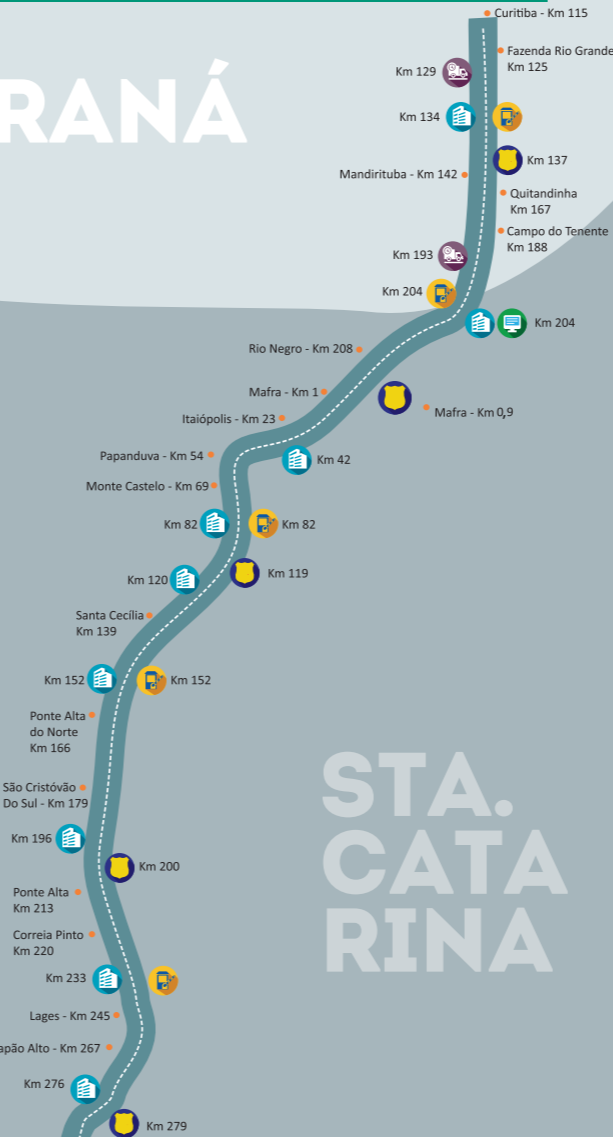 Curitiba - Km 115
Fazenda Rio Grande
Km 125
RANÁ
Km 129
Km 134
Km 137
Mandirituba - Km 142
Quitandinha
Km 167
Campo do Tenente
Km 188
Km 193
Km 204
Km 204
Rio Negro - Km 208
Mafra - Km 1
Mafra - Km 0,9
Itaiópolis - Km 23
Papanduva - Km 54
Km 42
Monte Castelo - Km 69
Km 82
Km 82
Km 119
Km 120
Santa Cecília
Km 139
Km 152
Km 152
Ponte Alta
do Norte
Km 166
São Cristóvão
Do Sul - Km 179
STA.
CATA
RINA
Km 196
Km 200
Ponte Alta
Km 213
Correia Pinto
Km 220
Km 233
Lages - Km 245
apão Alto - Km 267
Km 276
Km 279